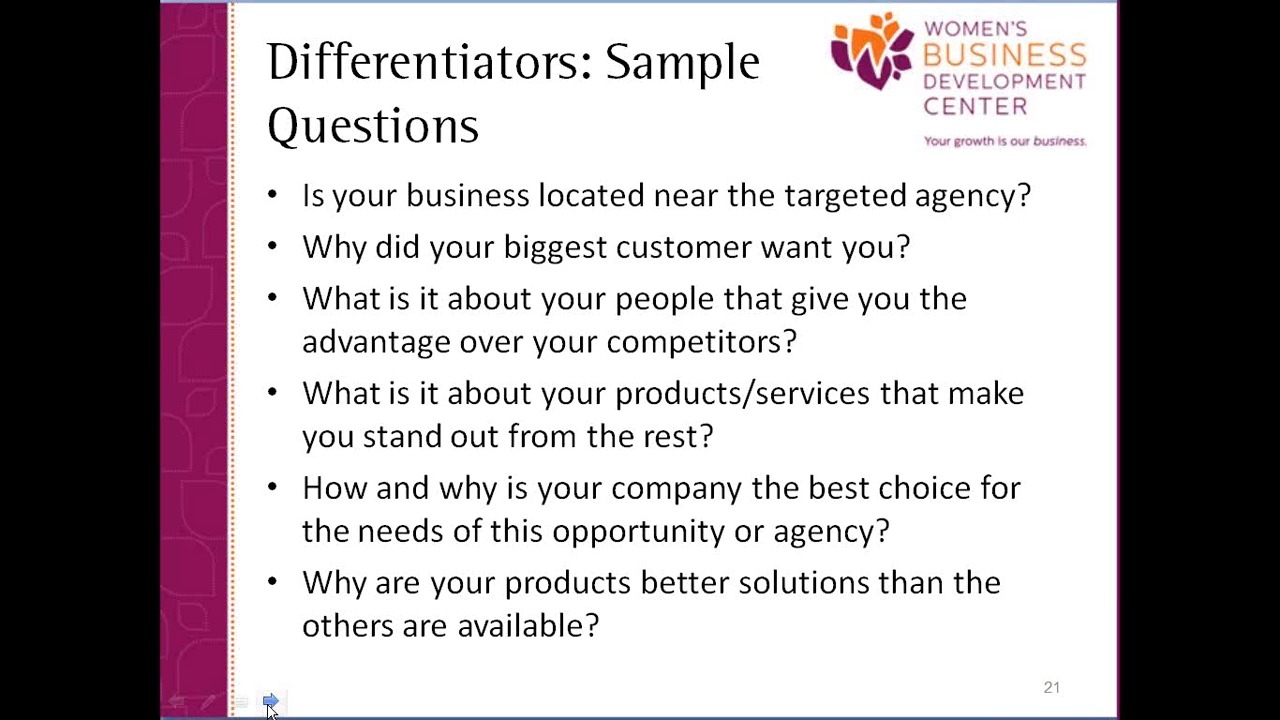 Differentiators: Sample
Questions
WOMEN'S
BUSINESS
DEVELOPMENT
CENTER
Your growth is our business.
• Is your business located near the targeted agency?
• Why did your biggest customer want you?
• What is it about your people that give you the
advantage over your competitors?
• What is it about your products/services that make
you stand out from the rest?
• How and why is your company the best choice for
the needs of this opportunity or agency?
• Why are your products better solutions than the
others are available?
21